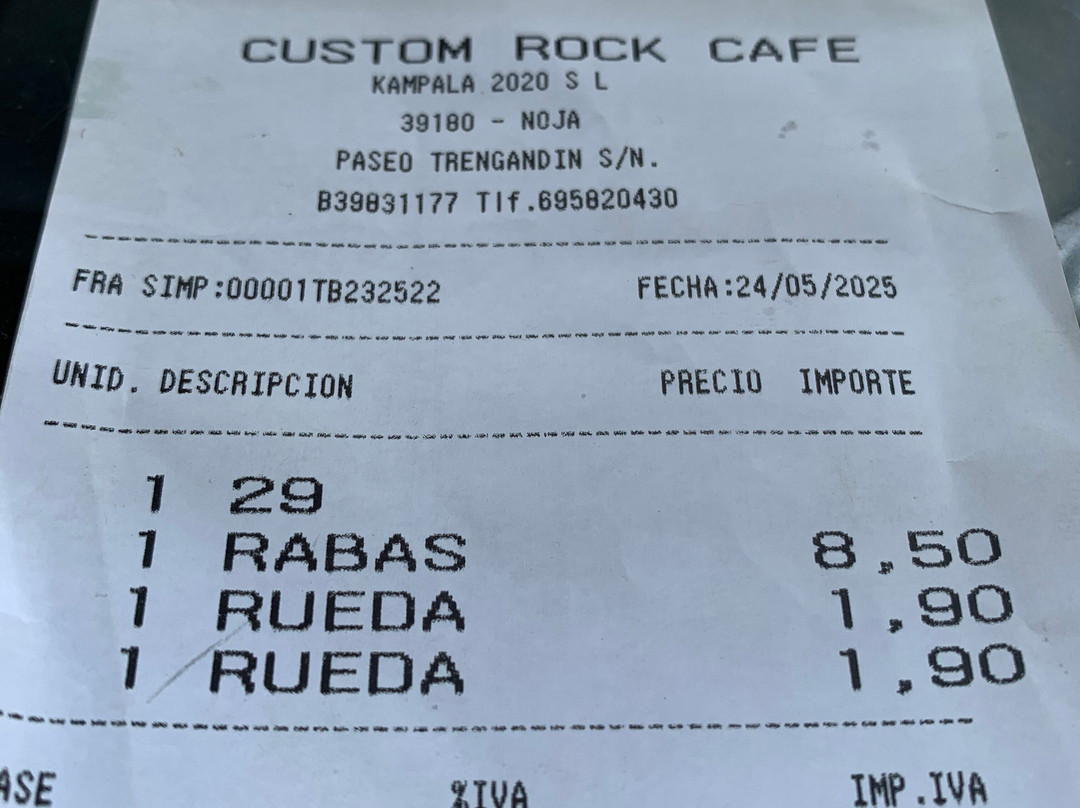 CUSTOM ROCK CAFE
KAMPALA 2020 S L
39180 - NOJA
PASEO TRENGANDIN S/N.
B39831177 Tlf.695820430
FRA SIMP:00001TB232522 FECHA:24/05/2025
UNID. DESCRIPCION PRECIO IMPORTE
1 29
1 RABAS 8,50
1 RUEDA 1,90
1 RUEDA 1,90
ASE %IVA IMP.IVA